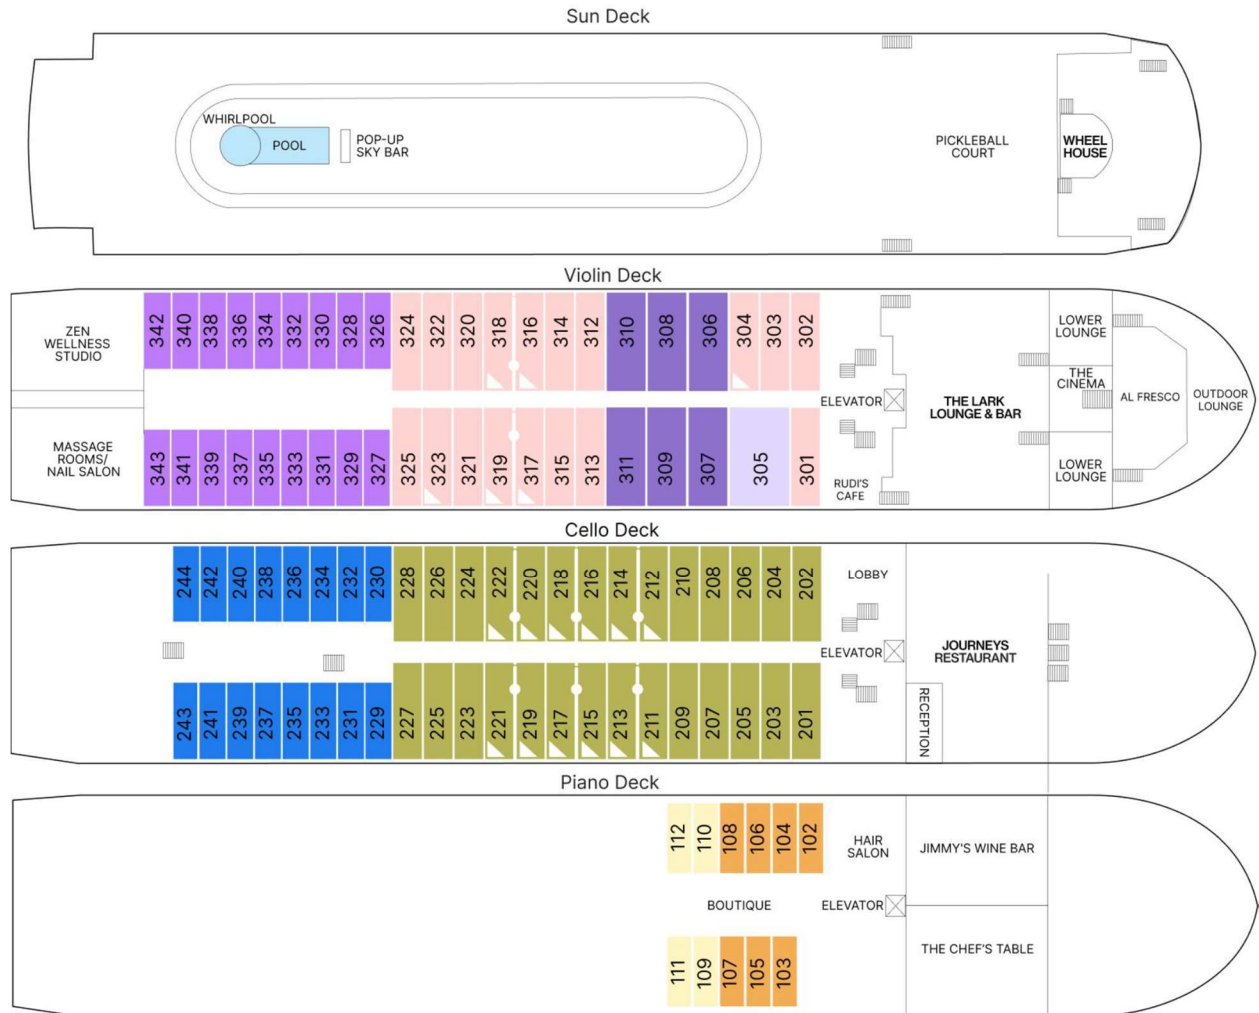 Sun Deck
WHIRLPOOL
POOL
POP-UP
SKY BAR
PICKLEBALL
COURT
WHEEL
HOUSE
Violin Deck
ZEN
WELLNESS
STUDIO
342 340 338 336 334 332 330 328 326 324 322 320 318 316 314 312 310 308 306 304 303 302
LOWER
LOUNGE
THE
CINEMA
ELEVATOR
THE LARK
LOUNGE & BAR
AL FRESCO
OUTDOOR
LOUNGE
MASSAGE
ROOMS/
NAIL SALON
343 341 339 337 335 333 331 329 327 325 323 321 319 317 315 313 311 309 307 305 301
RUDI'S
CAFE
LOWER
LOUNGE
Cello Deck
244 242 240 238 236 234 232 230 228 226 224 222 220 218 216 214 212 210 208 206 204 202
LOBBY
ELEVATOR
JOURNEYS
RESTAURANT
243 241 239 237 235 233 231 229 227 225 223 221 219 217 215 213 211 209 207 205 203 201
RECEPTION
Piano Deck
112 110 108 106 104 102
HAIR
SALON
JIMMY'S WINE BAR
BOUTIQUE
ELEVATOR
THE CHEF'S TABLE
111 109 107 105 103